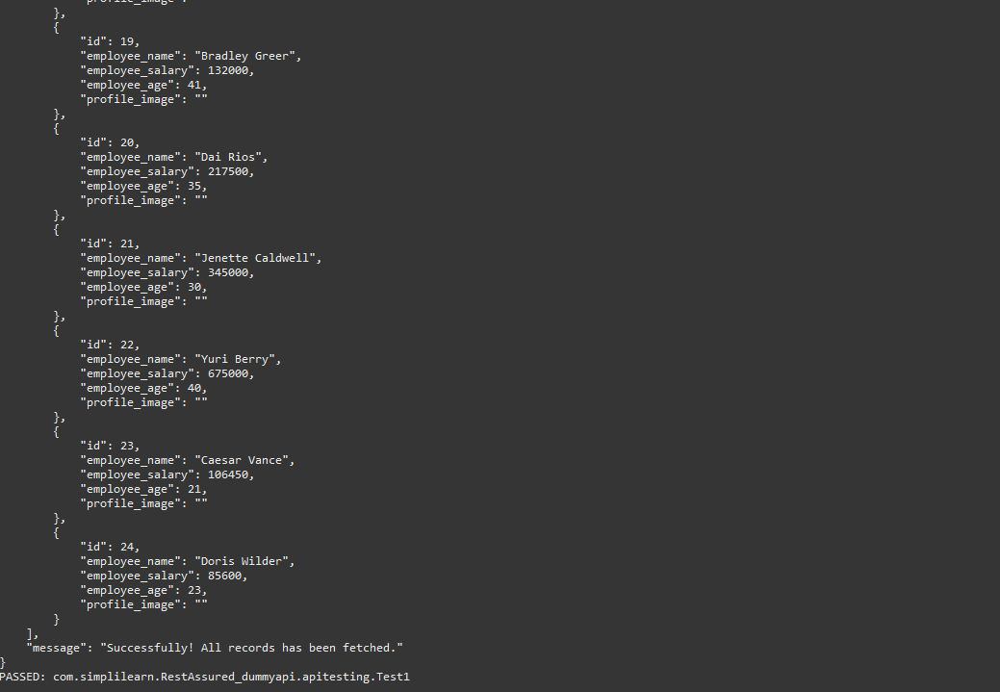 },
{
"id": 19,
"employee_name": "Bradley Greer",
"employee_salary": 132000,
"employee_age": 41,
"profile_image": ""
},
{
"id": 20,
"employee_name": "Dai Rios",
"employee_salary": 217500,
"employee_age": 35,
"profile_image": ""
},
{
"id": 21,
"employee_name": "Jenette Caldwell",
"employee_salary": 345000,
"employee_age": 30,
"profile_image": ""
},
{
"id": 22,
"employee_name": "Yuri Berry",
"employee_salary": 675000,
"employee_age": 40,
"profile_image": ""
},
{
"id": 23,
"employee_name": "Caesar Vance",
"employee_salary": 106450,
"employee_age": 21,
"profile_image": ""
},
{
"id": 24,
"employee_name": "Doris Wilder",
"employee_salary": 85600,
"employee_age": 23,
"profile_image": ""
}
],
"message": "Successfully! All records has been fetched."
}
PASSED: com.simplilearn.RestAssured_dummyapi.apitesting.Test1